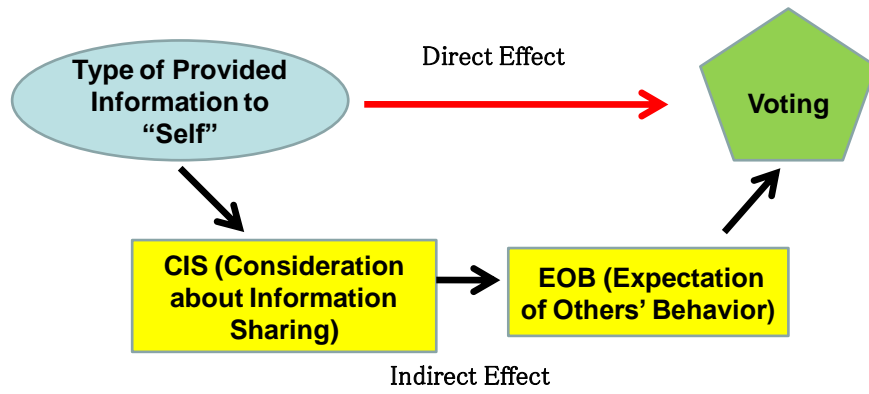 Direct Effect
Type of Provided
Information to
“Self”
Voting
CIS (Consideration
about Information
Sharing)
EOB (Expectation
of Others’ Behavior)
Indirect Effect